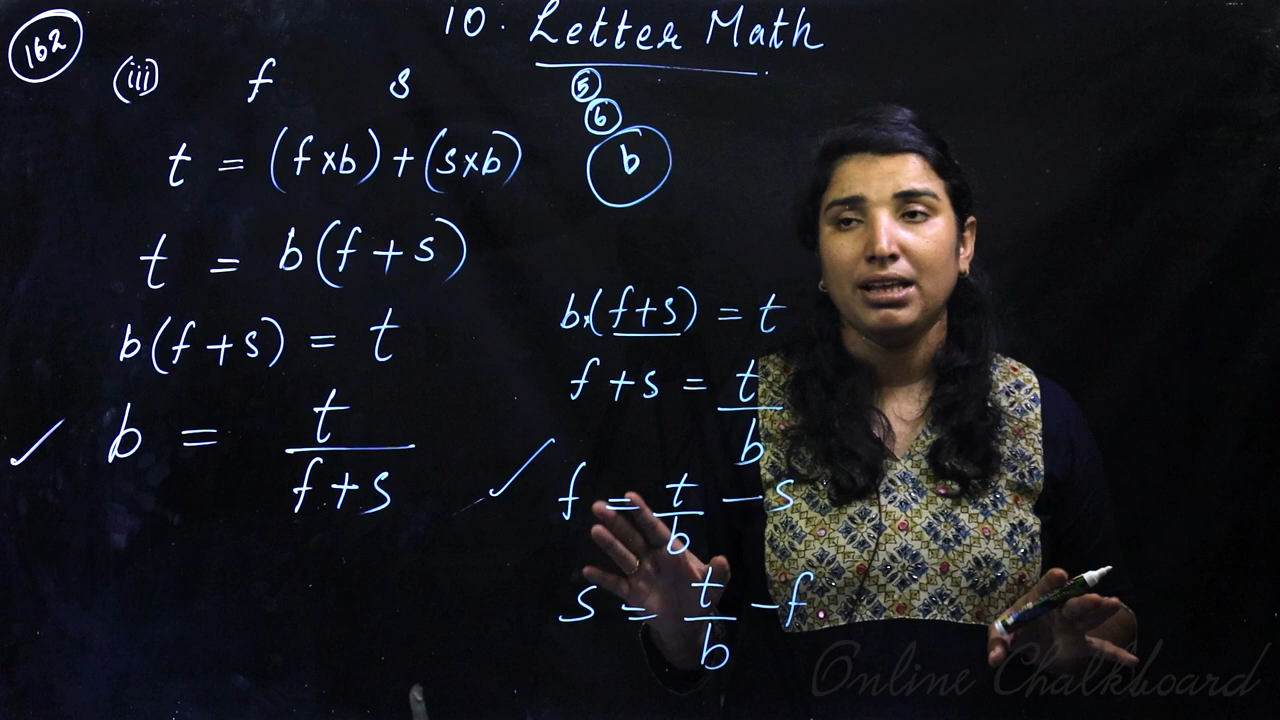 10. Letter Math
162
(iii) f s
5
6
b
t = (f×b)+(s×b)
t = b(f+s)
b(f+s) = t
b = t/(f+s)
b×(f+s) = t
f+s = t/b
f = t/b - s
s = t/b - f
Online Chalkboard